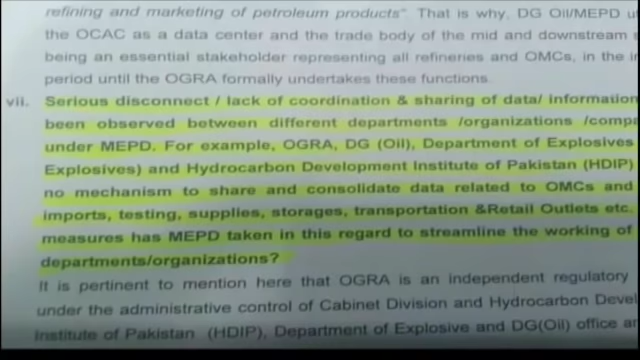 refining and marketing of petroleum products" That is why, DG Oil/MEPD u
the OCAC as a data center and the trade body of the mid and downstream
being an essential stakeholder representing all refineries and OMCs, in the in
period until the OGRA formally undertakes these functions.
vii. Serious disconnect / lack of coordination & sharing of data/ information
been observed between different departments /organizations /compa
under MEPD. For example, OGRA, DG (Oil), Department of Explosives
Explosives) and Hydrocarbon Development Institute of Pakistan (HDIP)
no mechanism to share and consolidate data related to OMCs and
imports, testing, supplies, storages, transportation &Retail Outlets etc.
measures has MEPD taken in this regard to streamline the working of
departments/organizations?
It is pertinent to mention here that OGRA is an independent regulatory
under the administrative control of Cabinet Division and Hydrocarbon Devel
Institute of Pakistan (HDIP), Department of Explosive and DG(Oil) office ar